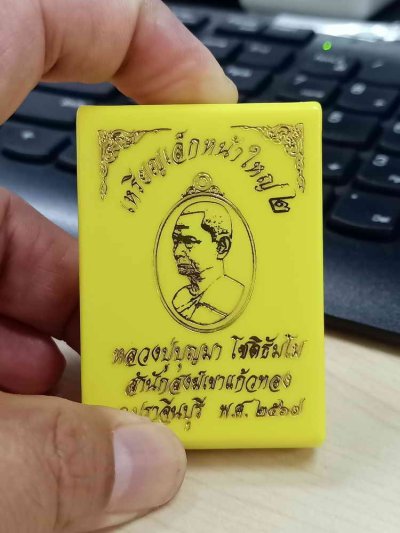 เหรียญเล็กหน้าใหญ่ ๒
หลวงปู่บุญมา โชติธัมโม
สำนักสงฆ์เขาแก้วทอง
จ.ปราจีนบุรี พ.ศ. ๒๕๖๗